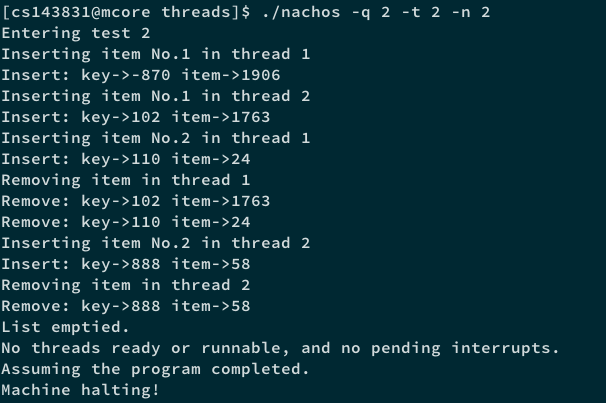 [cs143831@mcore threads]$ ./nachos -q 2 -t 2 -n 2
Entering test 2
Inserting item No.1 in thread 1
Insert: key->-870 item->1906
Inserting item No.1 in thread 2
Insert: key->102 item->1763
Inserting item No.2 in thread 1
Insert: key->110 item->24
Removing item in thread 1
Remove: key->102 item->1763
Remove: key->110 item->24
Inserting item No.2 in thread 2
Insert: key->888 item->58
Removing item in thread 2
Remove: key->888 item->58
List emptied.
No threads ready or runnable, and no pending interrupts.
Assuming the program completed.
Machine halting!